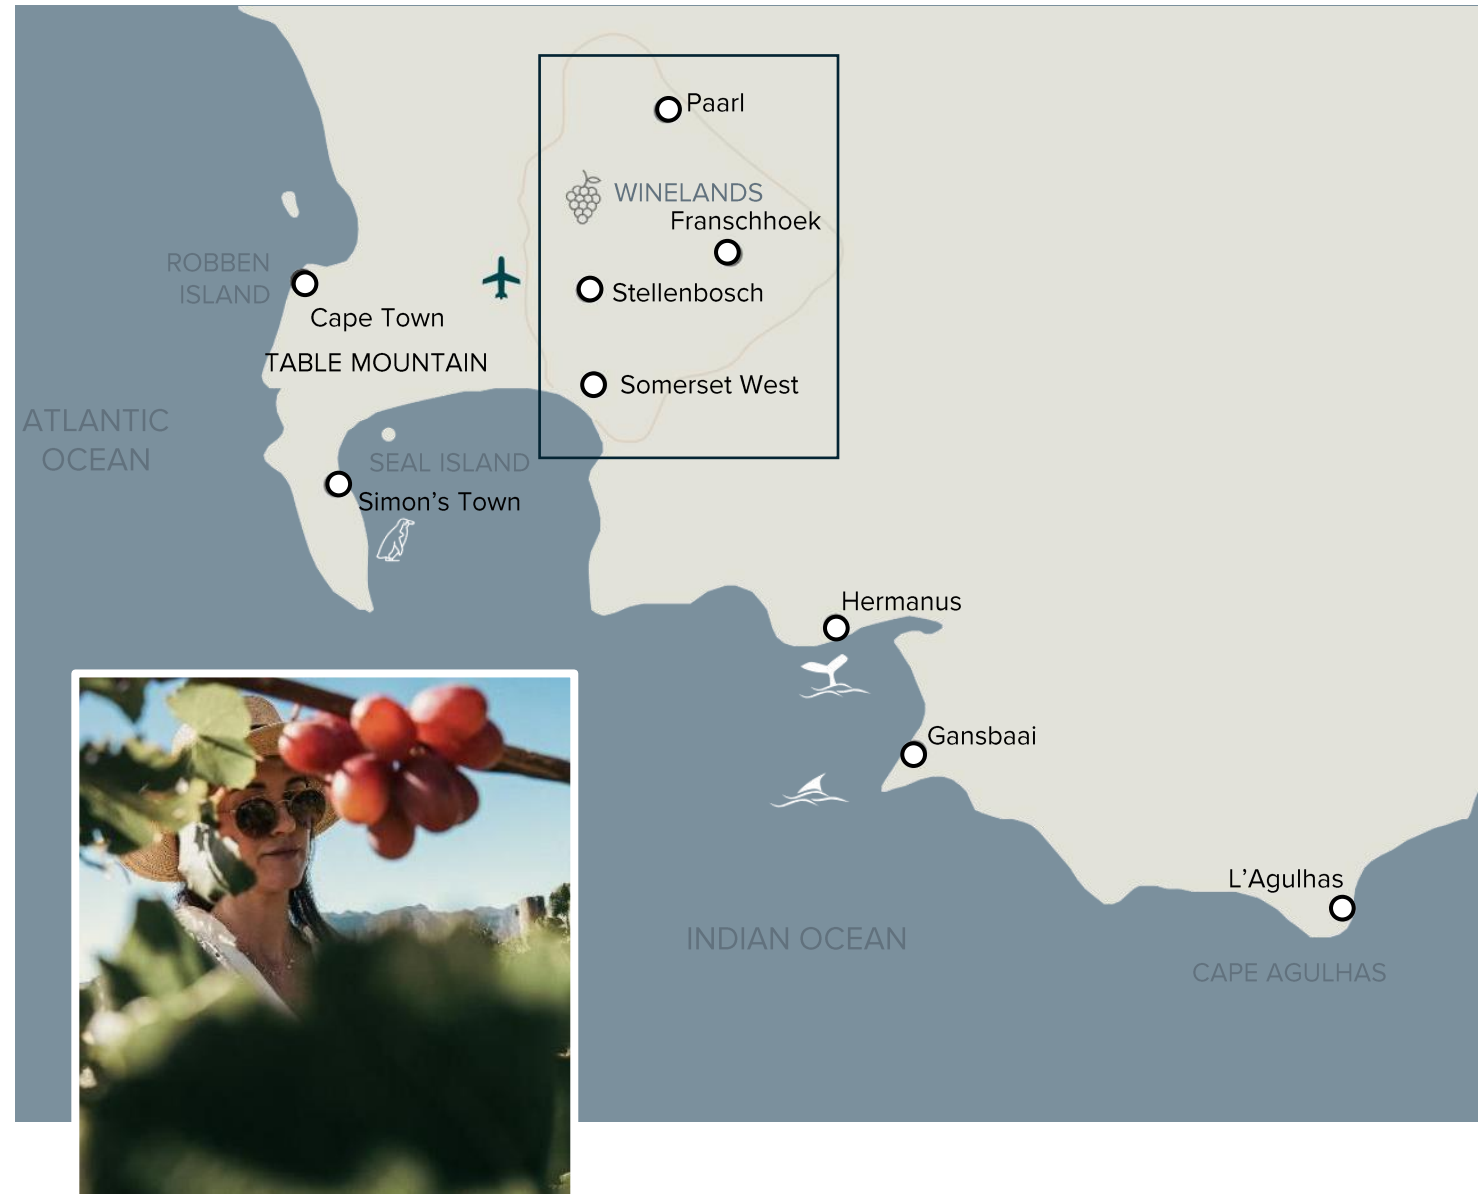 Paarl
WINELANDS
Franschhoek
ROBBEN
ISLAND
Stellenbosch
Cape Town
TABLE MOUNTAIN
Somerset West
ATLANTIC
OCEAN
SEAL ISLAND
Simon’s Town
Hermanus
Gansbaai
L’Agulhas
INDIAN OCEAN
CAPE AGULHAS